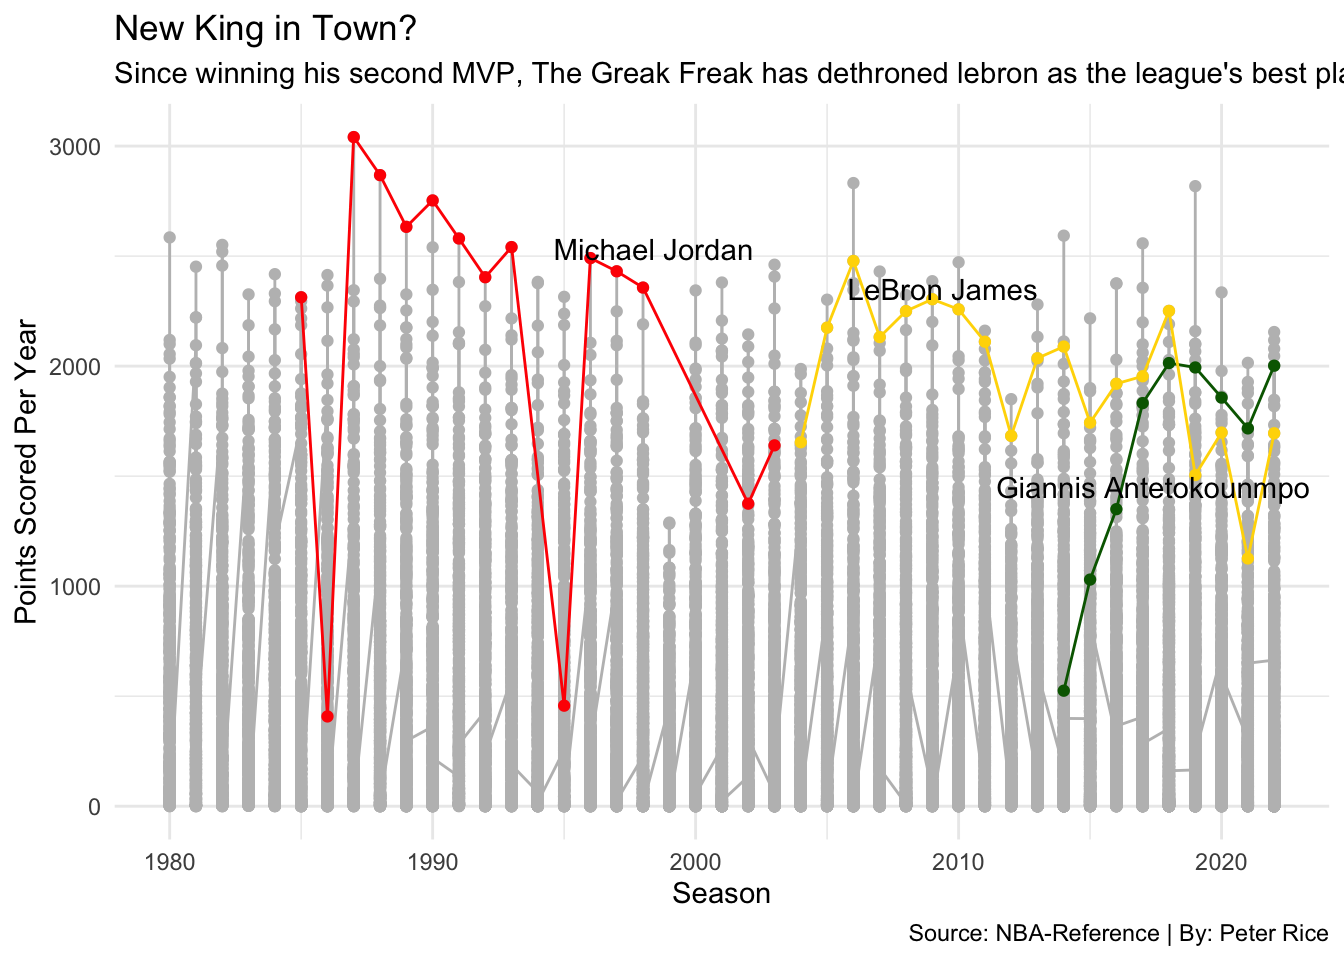 New King in Town?
Since winning his second MVP, The Greak Freak has dethroned lebron as the league's best pla
3000
2000
1000
0
Points Scored Per Year
Michael Jordan
LeBron James
Giannis Antetokounmpo
1980
1990
2000
2010
2020
Season
Source: NBA-Reference | By: Peter Rice